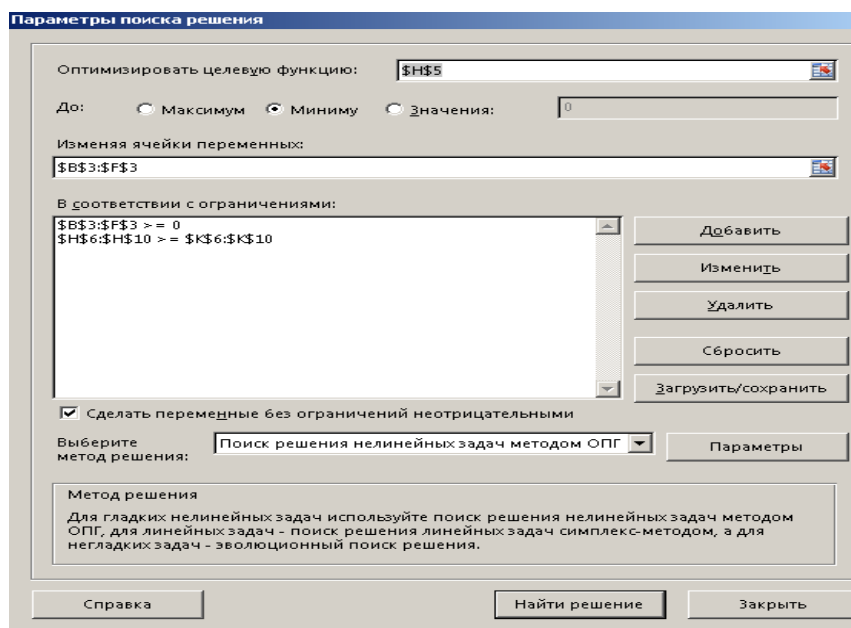 Параметры поиска решения
Оптимизировать целевую функцию: $H$5
До: Максимум Миниму Значения: 0
Изменяя ячейки переменных:
$B$3:$F$3
В соответствии с ограничениями:
$B$3:$F$3 >= 0
$H$6:$H$10 >= $K$6:$K$10
Добавить
Изменить
Удалить
Сбросить
Загрузить/сохранить
Сделать переменные без ограничений неотрицательными
Выберите
метод решения:
Поиск решения нелинейных задач методом ОПГ
Параметры
Метод решения
Для гладких нелинейных задач используйте поиск решения нелинейных задач методом
ОПГ, для линейных задач - поиск решения линейных задач симплекс-методом, а для
негладких задач - эволюционный поиск решения.
Справка Найти решение Закрыть